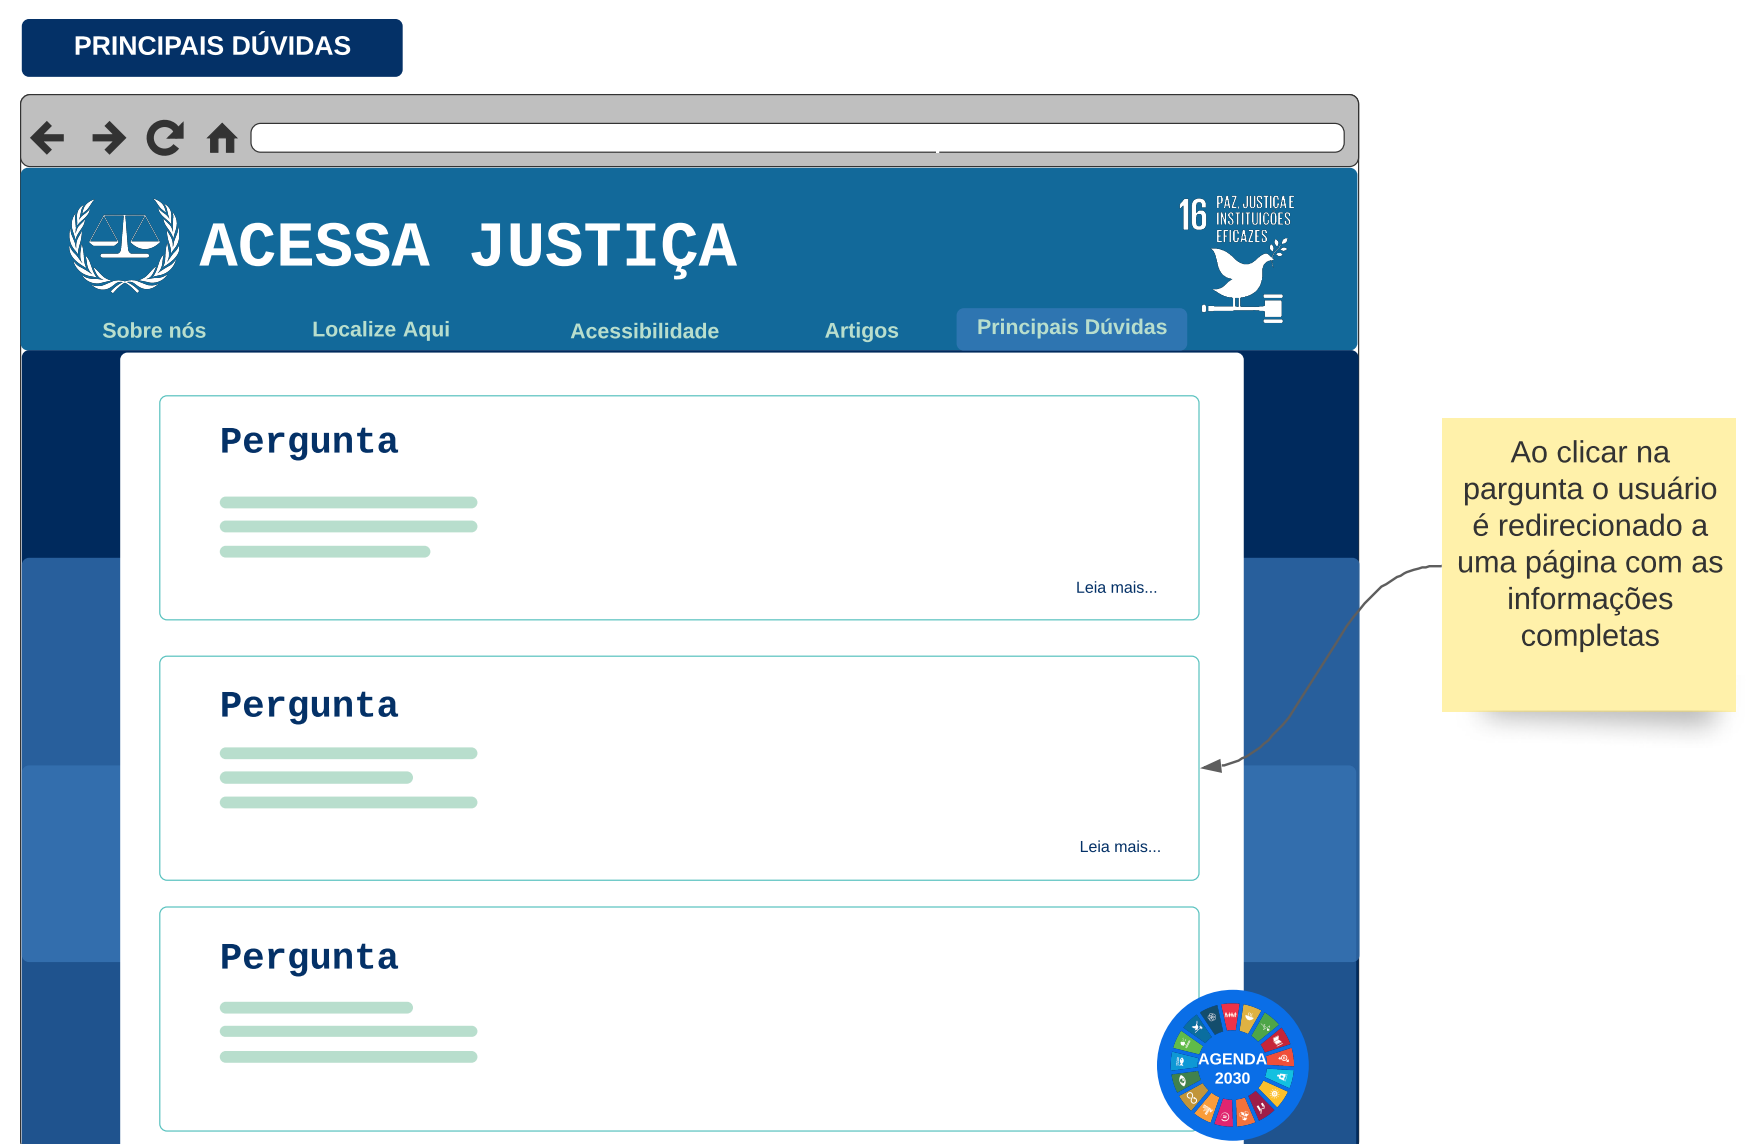 PRINCIPAIS DÚVIDAS
ACESSA JUSTIÇA
16
PAZ, JUSTIÇA E
INSTITUIÇÕES
EFICAZES
Sobre nós
Localize Aqui
Acessibilidade
Artigos
Principais Dúvidas
Pergunta
Leia mais...
Pergunta
Leia mais...
Pergunta
AGENDA
2030
Ao clicar na
pargunta o usuário
é redirecionado a
uma página com as
informações
completas